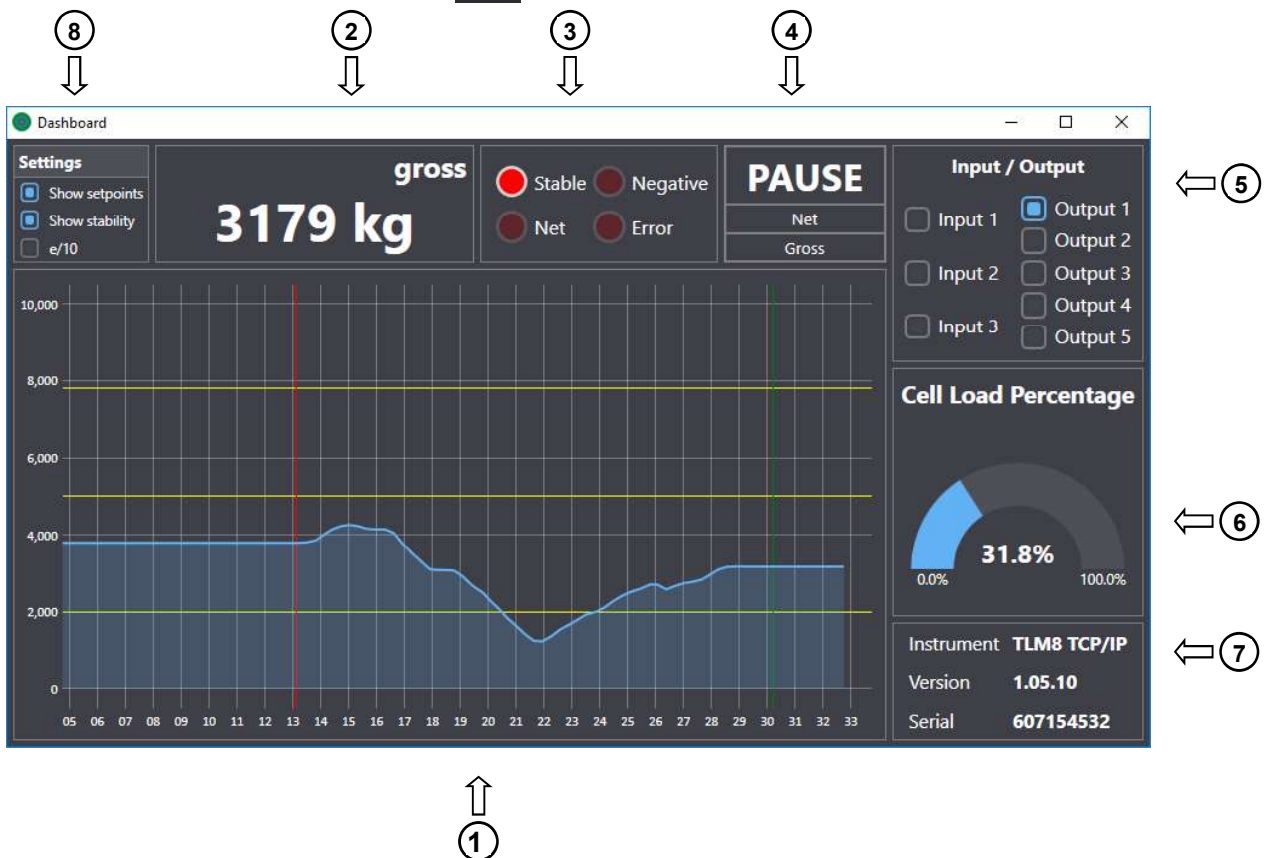 8
2
3
4
Dashboard
Settings
Show setpoints
Show stability
e/10
gross
3179 kg
Stable
Negative
Net
Error
PAUSE
Net
Gross
Input / Output
Input 1
Input 2
Input 3
Output 1
Output 2
Output 3
Output 4
Output 5
5
10,000
8,000
6,000
4,000
2,000
0
05 06 07 08 09 10 11 12 13 14 15 16 17 18 19 20 21 22 23 24 25 26 27 28 29 30 31 32 33
Cell Load Percentage
31.8%
0.0% 100.0%
6
Instrument TLM8 TCP/IP
Version 1.05.10
Serial 607154532
7
1